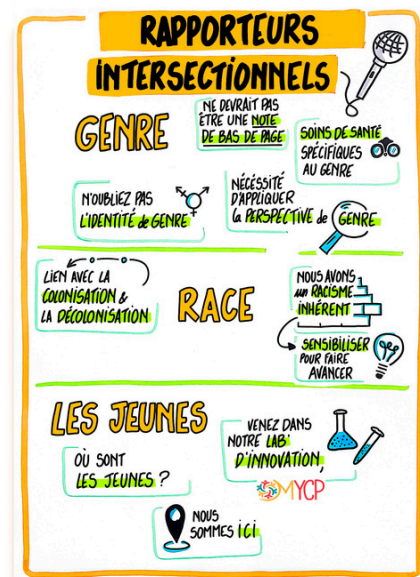 RAPPORTEURS
INTERSECTIONNELS
GENRE
NE DEVRAIT PAS
ÊTRE UNE NOTE
DE BAS DE PAGE
SOINS DE SANTÉ
SPÉCIFIQUES
AU GENRE
N'OUBLIEZ PAS
L'IDENTITÉ de GENRE
NÉCESSITÉ
D'APPLIQUER
la PERSPECTIVE de GENRE
LIEN AVEC LA
COLONISATION &
LA DÉCOLONISATION
RACE
NOUS AVONS
un RACISME
INHÉRENT
SENSIBILISER
POUR FAIRE
AVANCER
LES JEUNES
OÙ SONT
LES JEUNES ?
VENEZ DANS
NOTRE LAB
D'INNOVATION,
MYCP
NOUS
SOMMES ICI